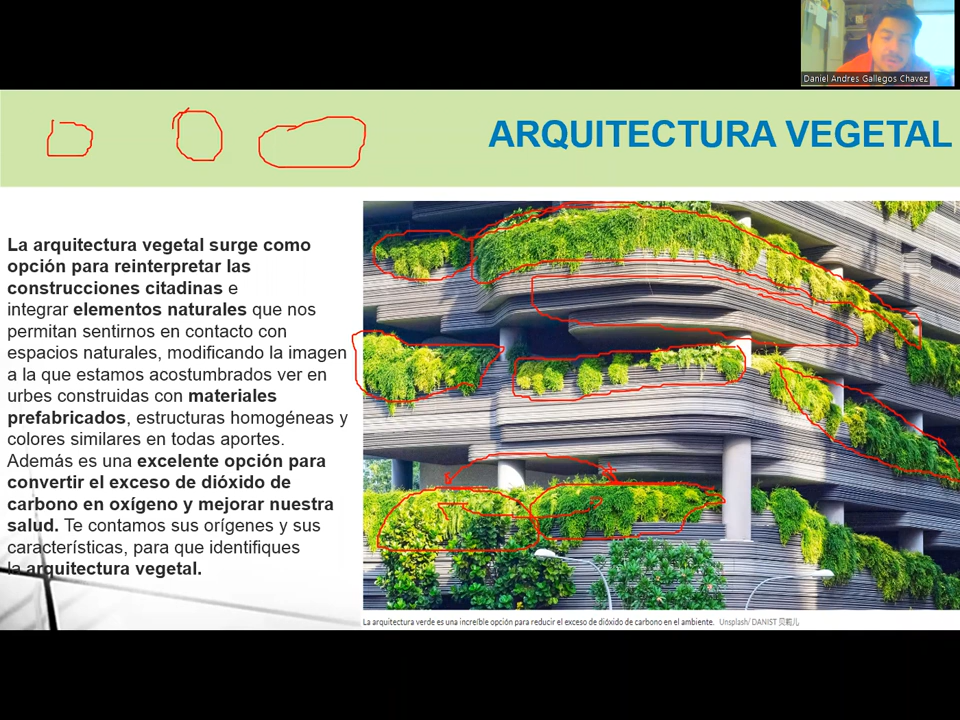 Daniel Andres Gallegos Chavez
ARQUITECTURA VEGETAL
La arquitectura vegetal surge como
opción para reinterpretar las
construcciones citadinas e
integrar elementos naturales que nos
permitan sentirnos en contacto con
espacios naturales, modificando la imagen
a la que estamos acostumbrados ver en
urbes construidas con materiales
prefabricados, estructuras homogéneas y
colores similares en todas aportes.
Además es una excelente opción para
convertir el exceso de dióxido de
carbono en oxígeno y mejorar nuestra
salud. Te contamos sus orígenes y sus
características, para que identifiques
la arquitectura vegetal.
La arquitectura verde es una increíble opción para reducir el exceso de dióxido de carbono en el ambiente. Unsplash/ DANIST